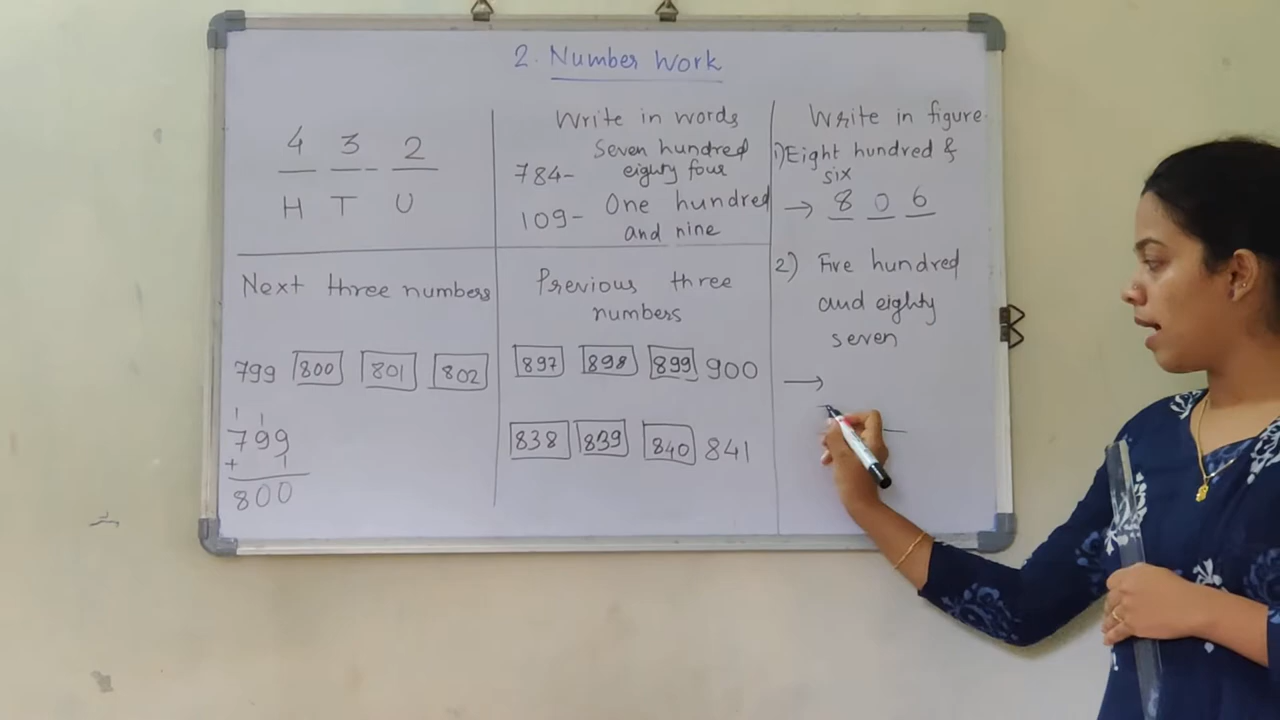 2. Number Work
4 3 2
H T U
Write in words
784- Seven hundred
eighty four
109- One hundred
and nine
Write in figure.
1) Eight hundred &
six
→ 8 0 6
2) Five hundred
and eighty
seven
→
Next three numbers
799 800 801 802
1 1
799
+ 1
800
Previous three
numbers
897 898 899 900
838 839 840 841